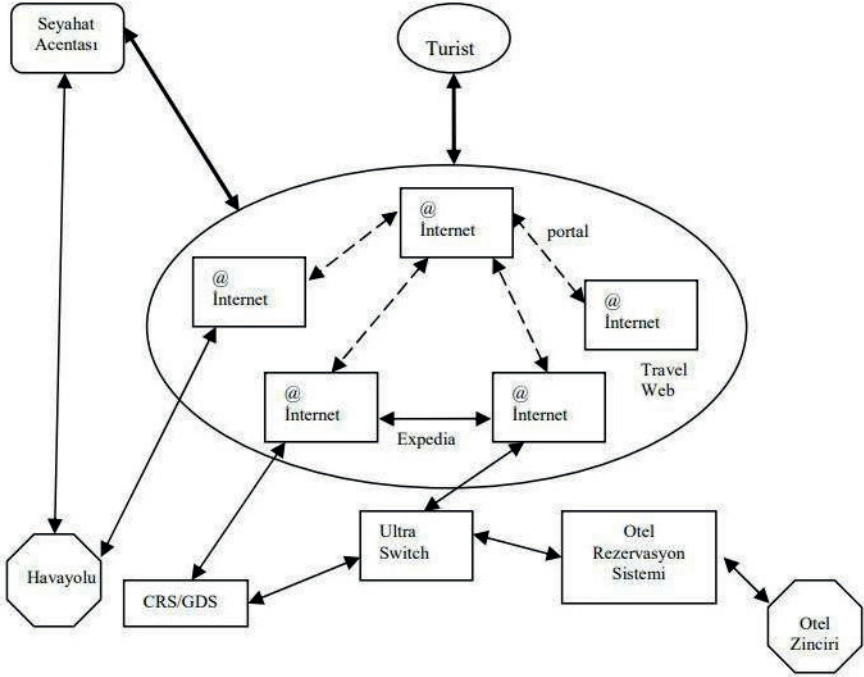 Seyahat
Acentası
Turist
@
İnternet
portal
@
İnternet
@
İnternet
Travel
Web
@
İnternet
@
İnternet
Expedia
Ultra
Switch
Otel
Rezervasyon
Sistemi
Havayolu
CRS/GDS
Otel
Zinciri